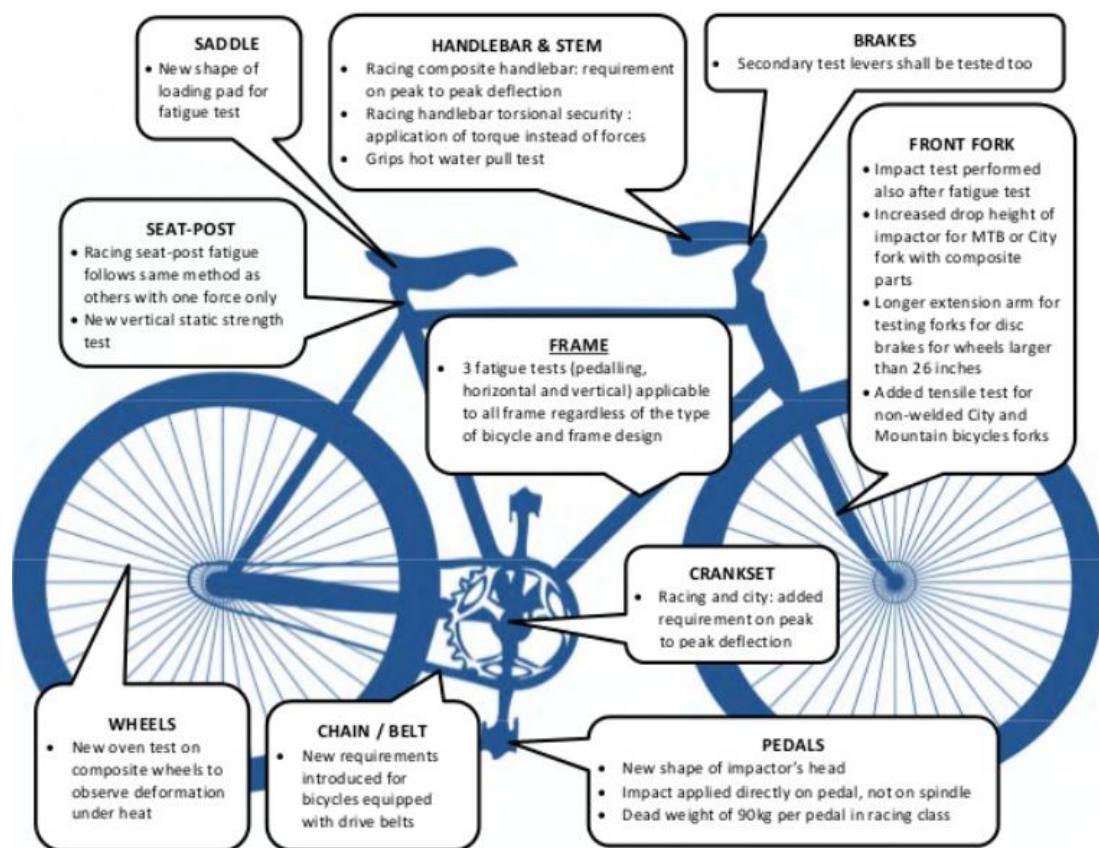 SADDLE
• New shape of
loading pad for
fatigue test
HANDLEBAR & STEM
• Racing composite handlebar: requirement
on peak to peak deflection
• Racing handlebar torsional security :
application of torque instead of forces
• Grips hot water pull test
BRAKES
• Secondary test levers shall be tested too
FRONT FORK
• Impact test performed
also after fatigue test
• Increased drop height of
impactor for MTB or City
fork with composite
parts
• Longer extension arm for
testing forks for disc
brakes for wheels larger
than 26 inches
• Added tensile test for
non-welded City and
Mountain bicycles forks
SEAT-POST
• Racing seat-post fatigue
follows same method as
others with one force only
• New vertical static strength
test
FRAME
• 3 fatigue tests (pedalling,
horizontal and vertical) applicable
to all frame regardless of the type
of bicycle and frame design
CRANKSET
• Racing and city: added
requirement on peak
to peak deflection
WHEELS
• New oven test on
composite wheels to
observe deformation
under heat
CHAIN / BELT
• New requirements
introduced for
bicycles equipped
with drive belts
PEDALS
• New shape of impactor's head
• Impact applied directly on pedal, not on spindle
• Dead weight of 90kg per pedal in racing class